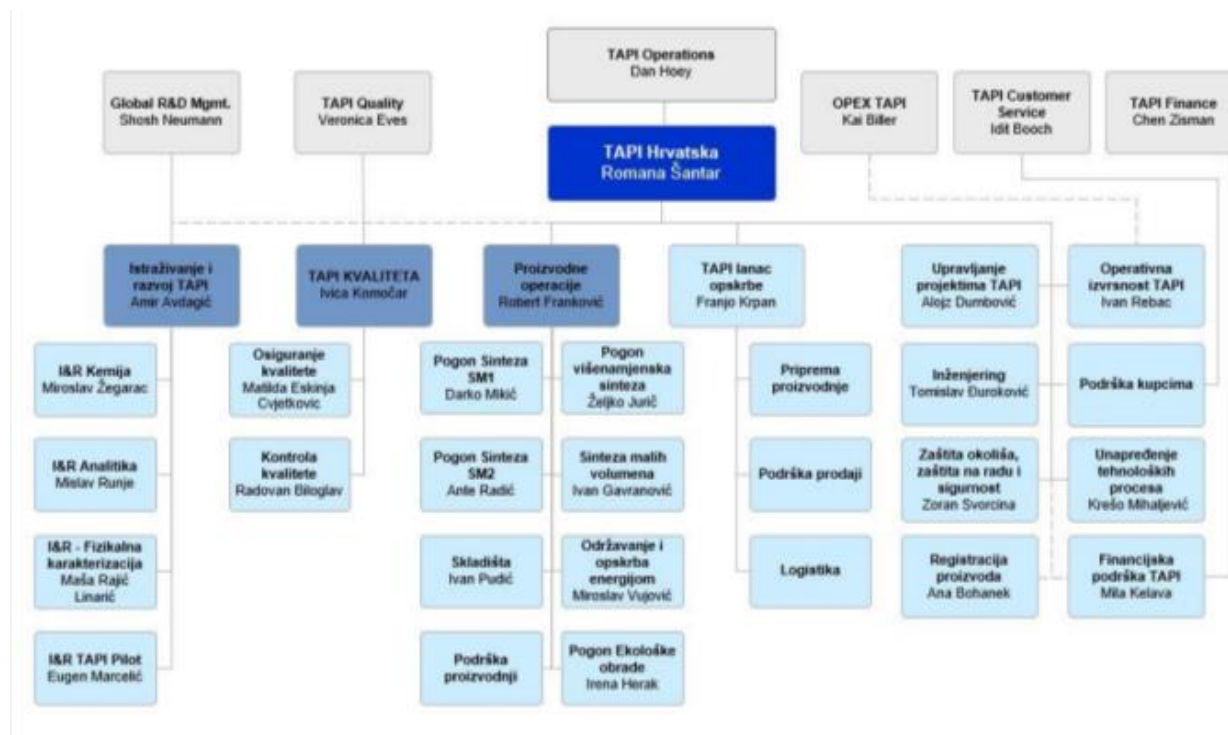 TAPI Operations
Dan Hoey
Global R&D Mgmt.
Shosh Neumann
TAPI Quality
Veronica Eves
OPEX TAPI
Kai Biller
TAPI Customer
Service
Idit Booch
TAPI Finance
Chen Zisman
TAPI Hrvatska
Romana Šantar
Istraživanje i
razvoj TAPI
Amir Avdagić
TAPI KVALITETA
Ivica Komočar
Proizvodne
operacije
Robert Franković
TAPI lanac
opskrbe
Franjo Krpan
Upravljanje
projektima TAPI
Alojz Dumbović
Operativna
izvrsnost TAPI
Ivan Rebac
I&R Kemija
Miroslav Žegarac
Osiguranje
kvalitete
Matilda Eskinja
Cvjetkovic
Pogon Sinteza
SM1
Darko Mikić
Pogon
višenamjenska
sinteza
Željko Jurič
Priprema
proizvodnje
Inženjering
Tomislav Đuroković
Podrška kupcima
I&R Analitika
Mislav Runje
Kontrola
kvalitete
Radovan Biloglav
Pogon Sinteza
SM2
Ante Radić
Sinteza malih
volumena
Ivan Gavranović
Podrška prodaji
Zaštita okoliša,
zaštita na radu i
sigurnost
Zoran Svorcina
Unapređenje
tehnoloških
procesa
Krešo Mihaljević
I&R - Fizikalna
karakterizacija
Maša Rajić
Linarić
Skladišta
Ivan Pudić
Održavanje i
opskrba
energijom
Miroslav Vujović
Logistika
Registracija
proizvoda
Ana Bohanek
Financijska
podrška TAPI
Mila Kelava
I&R TAPI Pilot
Eugen Marcelić
Podrška
proizvodnji
Pogon Ekološke
obrade
Irena Herak